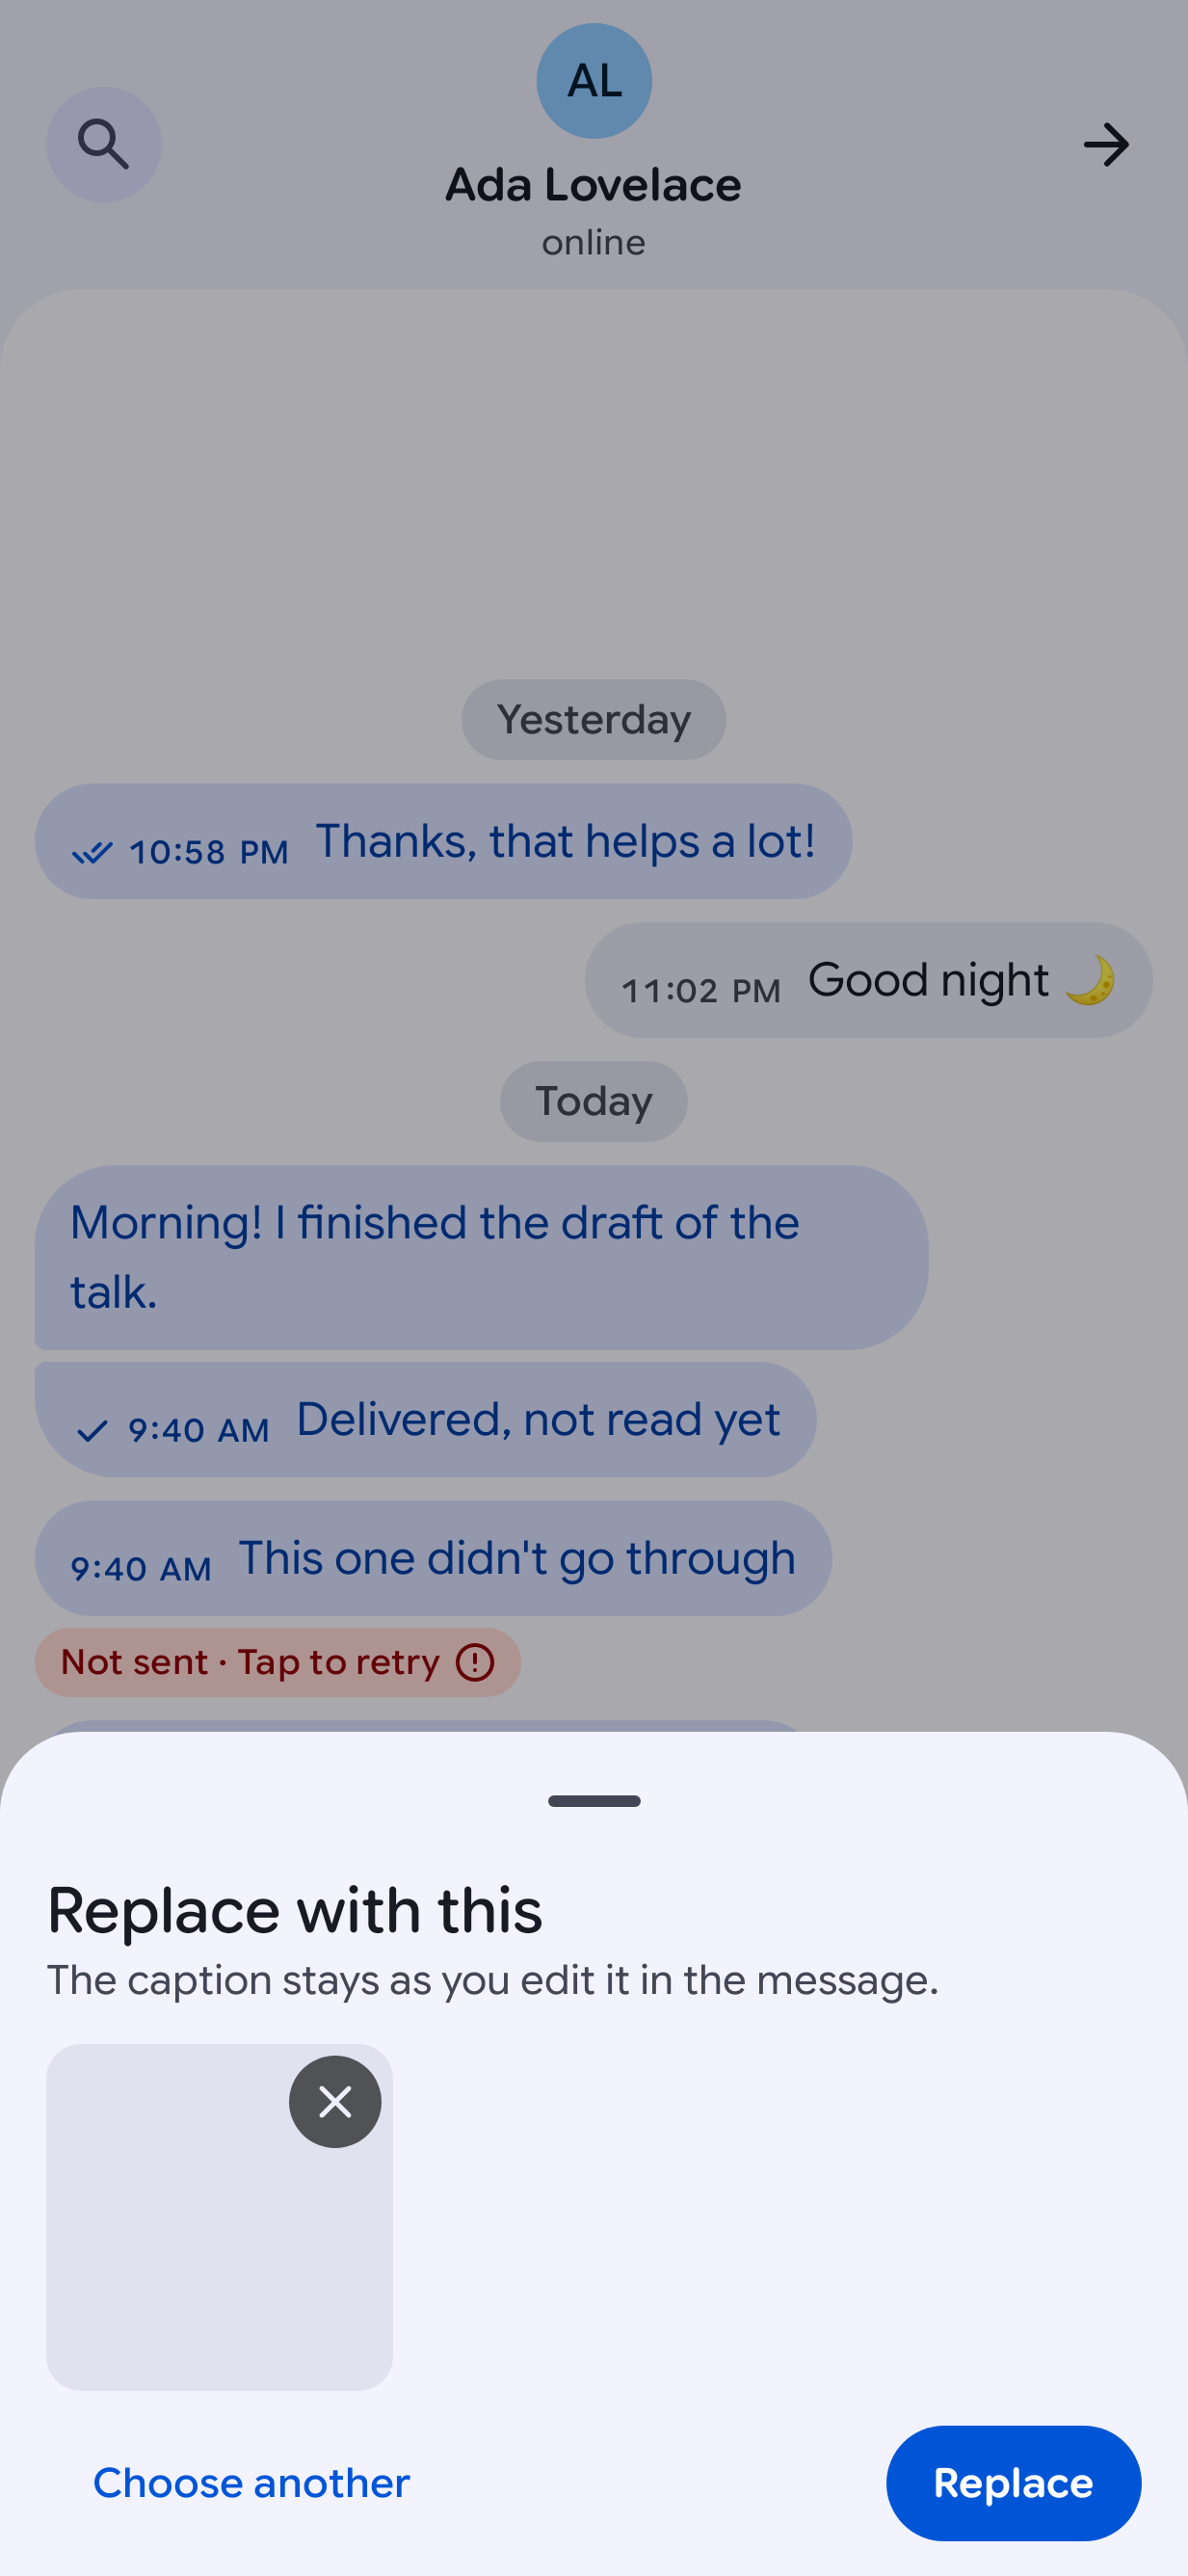 AL
Ada Lovelace
online
Yesterday
10:58 PM Thanks, that helps a lot!
11:02 PM Good night 🌙
Today
Morning! I finished the draft of the
talk.
9:40 AM Delivered, not read yet
9:40 AM This one didn't go through
Not sent · Tap to retry
Replace with this
The caption stays as you edit it in the message.
Choose another
Replace